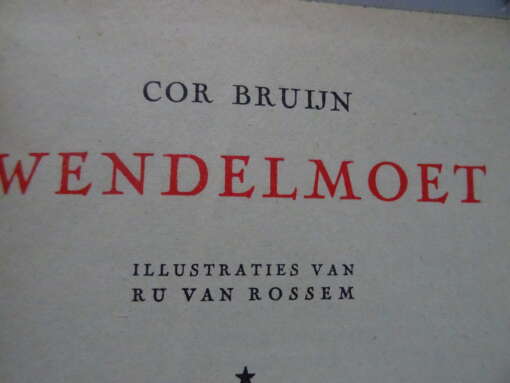 COR BRUIJN
WENDELMOET
ILLUSTRATIES VAN
RU VAN ROSSEM